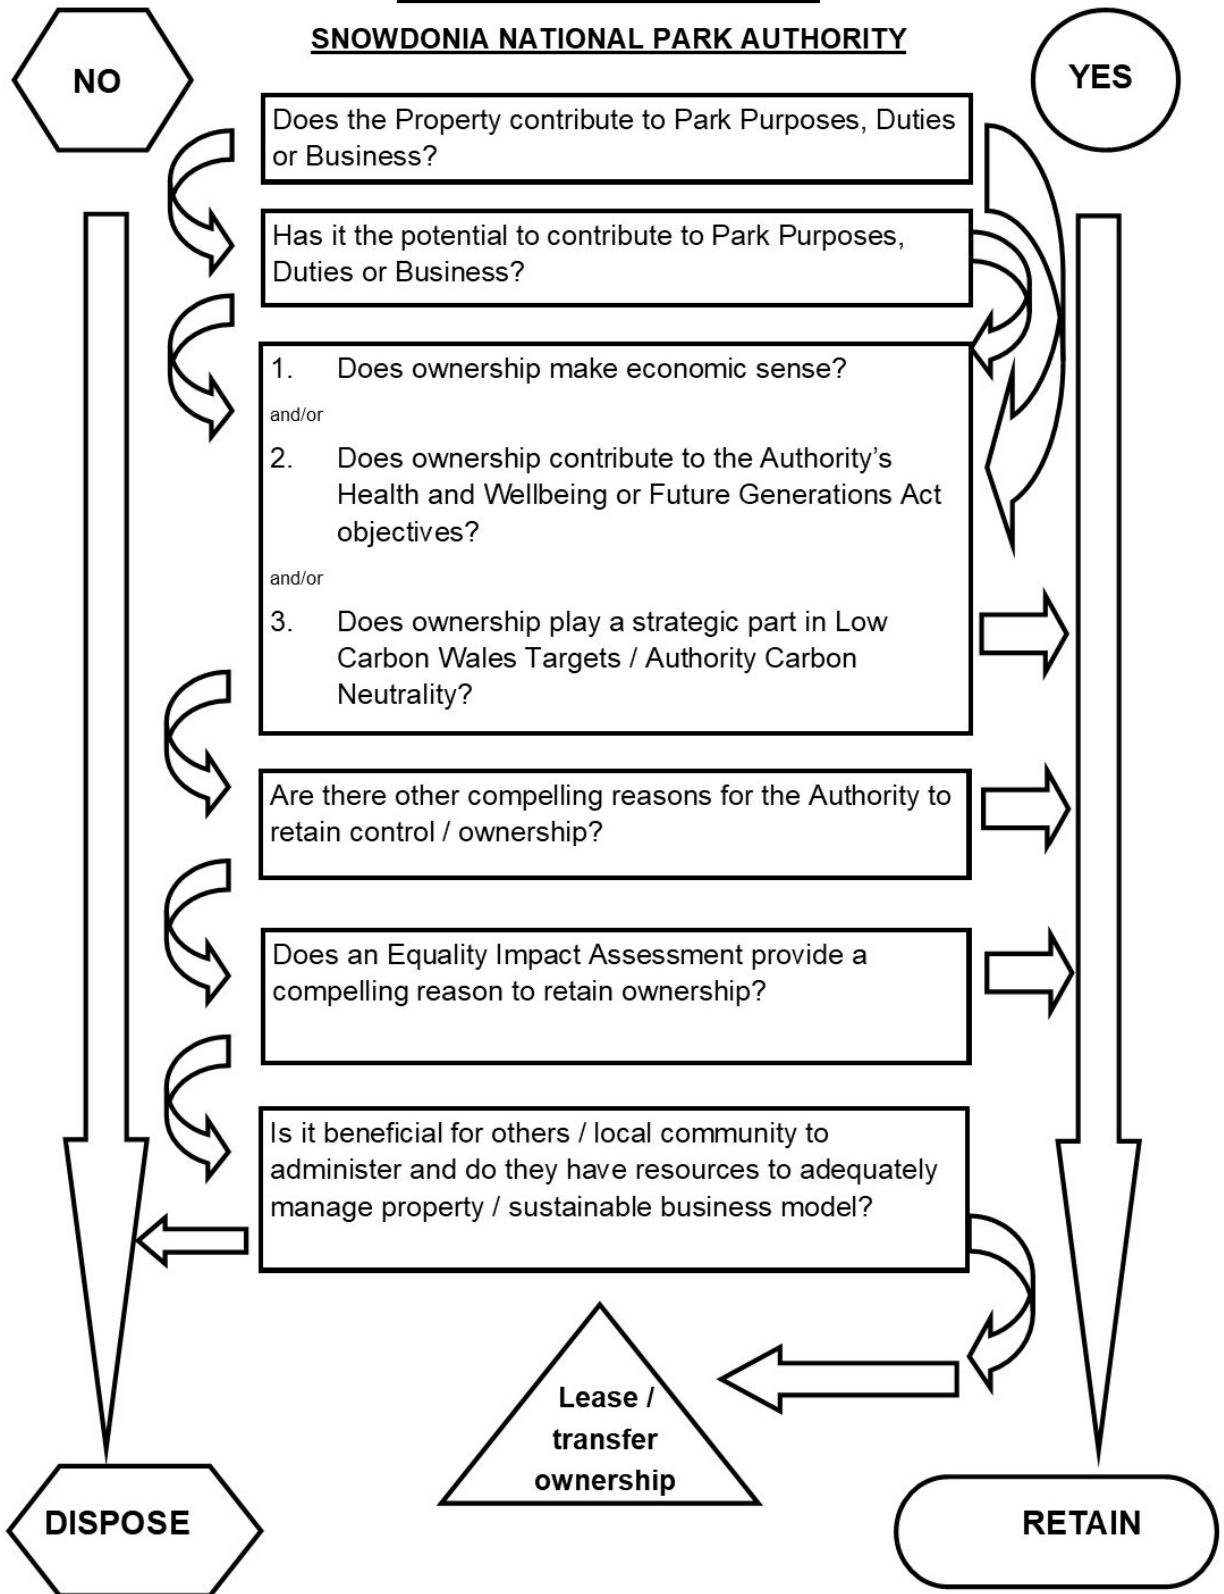 SNOWDONIA NATIONAL PARK AUTHORITY
NO
YES
Does the Property contribute to Park Purposes, Duties
or Business?
Has it the potential to contribute to Park Purposes,
Duties or Business?
1. Does ownership make economic sense?
and/or
2. Does ownership contribute to the Authority’s
Health and Wellbeing or Future Generations Act
objectives?
and/or
3. Does ownership play a strategic part in Low
Carbon Wales Targets / Authority Carbon
Neutrality?
Are there other compelling reasons for the Authority to
retain control / ownership?
Does an Equality Impact Assessment provide a
compelling reason to retain ownership?
Is it beneficial for others / local community to
administer and do they have resources to adequately
manage property / sustainable business model?
Lease /
transfer
ownership
DISPOSE
RETAIN